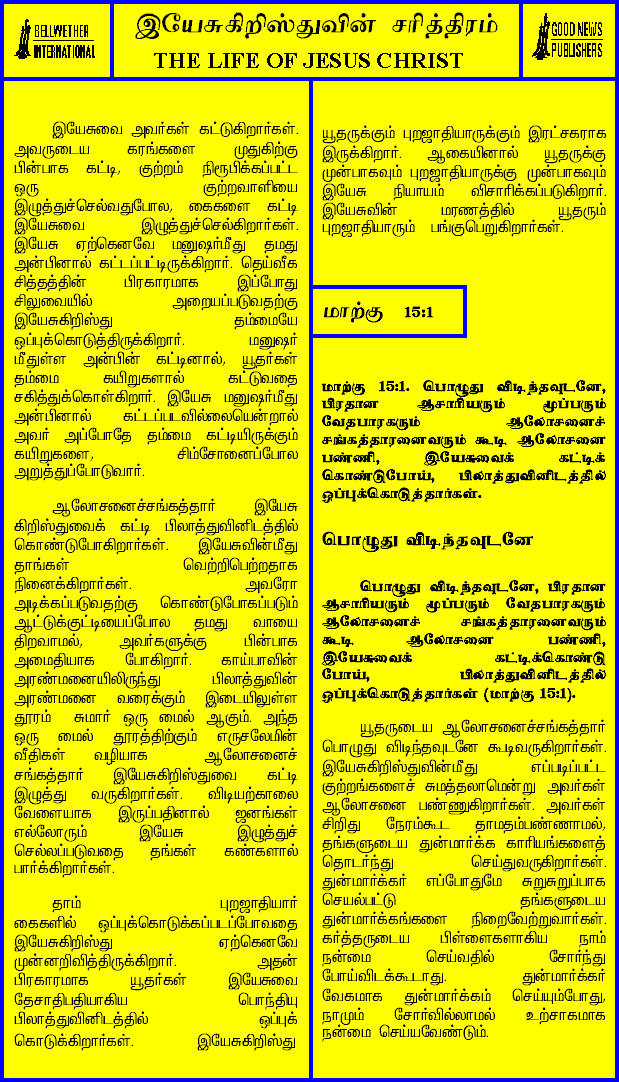 BELLWETHER
INTERNATIONAL
இயேசுகிறிஸ்துவின் சரித்திரம்
THE LIFE OF JESUS CHRIST
GOOD NEWS
PUBLISHERS
இயேசுவை அவர்கள் கட்டுகிறார்கள்.
அவருடைய கரங்களை முதுகிற்கு
பின்பாக கட்டி, குற்றம் நிரூபிக்கப்பட்ட
ஒரு குற்றவாளியை
இழுத்துச்செல்வதுபோல, கைகளை கட்டி
இயேசுவை இழுத்துச்செல்கிறார்கள்.
இயேசு ஏற்கெனவே மனுஷர்மீது தமது
அன்பினால் கட்டப்பட்டிருக்கிறார். தெய்வீக
சித்தத்தின் பிரகாரமாக இப்போது
சிலுவையில் அறையப்படுவதற்கு
இயேசுகிறிஸ்து தம்மையே
ஒப்புக்கொடுத்திருக்கிறார். மனுஷர்
மீதுள்ள அன்பின் கட்டினால், யூதர்கள்
தம்மை கயிறுகளால் கட்டுவதை
சகித்துக்கொள்கிறார். இயேசு மனுஷர்மீது
அன்பினால் கட்டப்படவில்லையென்றால்
அவர் அப்போதே தம்மை கட்டியிருக்கும்
கயிறுகளை, சிம்சோனைப்போல
அறுத்துப்போடுவார்.
ஆலோசனைச்சங்கத்தார் இயேசு
கிறிஸ்துவைக் கட்டி பிலாத்துவினிடத்தில்
கொண்டுபோகிறார்கள். இயேசுவின்மீது
தாங்கள் வெற்றிபெற்றதாக
நினைக்கிறார்கள். அவரோ
அடிக்கப்படுவதற்கு கொண்டுபோகப்படும்
ஆட்டுக்குட்டியைப்போல தமது வாயை
திறவாமல், அவர்களுக்கு பின்பாக
அமைதியாக போகிறார். காய்பாவின்
அரண்மனையிலிருந்து பிலாத்துவின்
அரண்மனை வரைக்கும் இடையிலுள்ள
தூரம் சுமார் ஒரு மைல் ஆகும். அந்த
ஒரு மைல் தூரத்திற்கும் எருசலேமின்
வீதிகள் வழியாக ஆலோசனைச்
சங்கத்தார் இயேசுகிறிஸ்துவை கட்டி
இழுத்து வருகிறார்கள். விடியற்காலை
வேளையாக இருப்பதினால் ஜனங்கள்
எல்லோரும் இயேசு இழுத்துச்
செல்லப்படுவதை தங்கள் கண்களால்
பார்க்கிறார்கள்.
தாம் புறஜாதியார்
கைகளில் ஒப்புக்கொடுக்கப்படப்போவதை
இயேசுகிறிஸ்து ஏற்கெனவே
முன்னறிவித்திருக்கிறார். அதன்
பிரகாரமாக யூதர்கள் இயேசுவை
தேசாதிபதியாகிய பொந்தியு
பிலாத்துவினிடத்தில் ஒப்புக்
கொடுக்கிறார்கள். இயேசுகிறிஸ்து
யூதருக்கும் புறஜாதியாருக்கும் இரட்சகராக
இருக்கிறார். ஆகையினால் யூதருக்கு
முன்பாகவும் புறஜாதியாருக்கு முன்பாகவும்
இயேசு நியாயம் விசாரிக்கப்படுகிறார்.
இயேசுவின் மரணத்தில் யூதரும்
புறஜாதியாரும் பங்குபெறுகிறார்கள்.
மாற்கு 15:1
மாற்கு 15:1. பொழுது விடிந்தவுடனே,
பிரதான ஆசாரியரும் மூப்பரும்
வேதபாரகரும் ஆலோசனைச்
சங்கத்தாரனைவரும் கூடி ஆலோசனை
பண்ணி, இயேசுவைக் கட்டிக்
கொண்டுபோய், பிலாத்துவினிடத்தில்
ஒப்புக்கொடுத்தார்கள்.
பொழுது விடிந்தவுடனே
பொழுது விடிந்தவுடனே, பிரதான
ஆசாரியரும் மூப்பரும் வேதபாரகரும்
ஆலோசனைச் சங்கத்தாரனைவரும்
கூடி ஆலோசனை பண்ணி,
இயேசுவைக் கட்டிக்கொண்டு
போய், பிலாத்துவினிடத்தில்
ஒப்புக்கொடுத்தார்கள் (மாற்கு 15:1).
யூதருடைய ஆலோசனைச்சங்கத்தார்
பொழுது விடிந்தவுடனே கூடிவருகிறார்கள்.
இயேசுகிறிஸ்துவின்மீது எப்படிப்பட்ட
குற்றங்களைச் சுமத்தலாமென்று அவர்கள்
ஆலோசனை பண்ணுகிறார்கள். அவர்கள்
சிறிது நேரம்கூட தாமதம்பண்ணாமல்,
தங்களுடைய துன்மார்க்க காரியங்களைத்
தொடர்ந்து செய்துவருகிறார்கள்.
துன்மார்க்கர் எப்போதுமே சுறுசுறுப்பாக
செயல்பட்டு தங்களுடைய
துன்மார்க்கங்களை நிறைவேற்றுவார்கள்.
கர்த்தருடைய பிள்ளைகளாகிய நாம்
நன்மை செய்வதில் சோர்ந்து
போய்விடக்கூடாது. துன்மார்க்கர்
வேகமாக துன்மார்க்கம் செய்யும்போது,
நாமும் சோர்வில்லாமல் உற்சாகமாக
நன்மை செய்யவேண்டும்.